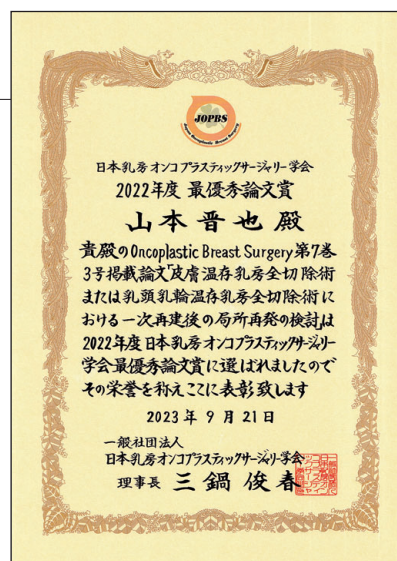 JOPBS
Japan Oncoplastic Breast Surgery
日本乳房オンコプラスティックサージャリー学会
2022年度 最優秀論文賞
山本晋也殿
貴殿のOncoplastic Breast Surgery第7巻
3号掲載論文「皮膚温存乳房全切除術
または乳頭乳輪温存乳房全切除術に
おける一次再建後の局所再発の検討」は
2022年度日本乳房オンコプラスティックサージャリー
学会最優秀論文賞に選ばれましたので
その栄誉を称えここに表彰致します
2023年 9月 21日
一般社団法人
日本乳房オンコプラスティックサージャリー学会
理事長 三鍋俊春